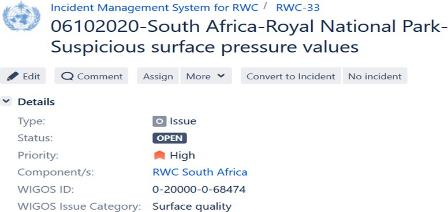 Incident Management System for RWC / RWC-33
06102020-South Africa-Royal National Park-
Suspicious surface pressure values
Edit Comment Assign More Convert to Incident No incident
Details
Type: Issue
Status: OPEN
Priority: High
Component/s: RWC South Africa
WIGOS ID: 0-20000-0-68474
WIGOS Issue Category: Surface quality